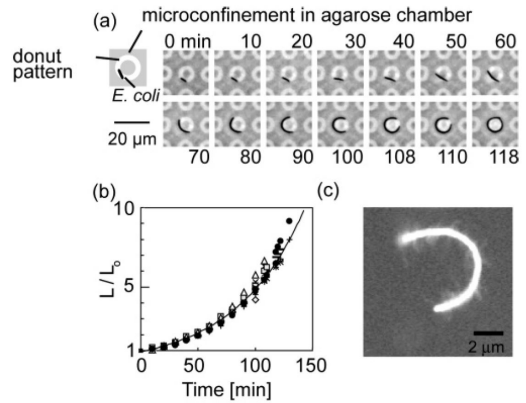 (a) microconfinement in agarose chamber
donut pattern
E. coli
20 μm
0 min 10 20 30 40 50 60
70 80 90 100 108 110 118
(b)
10
5
1
L / Lo
0 50 100 150
Time [min]
(c)
2 μm